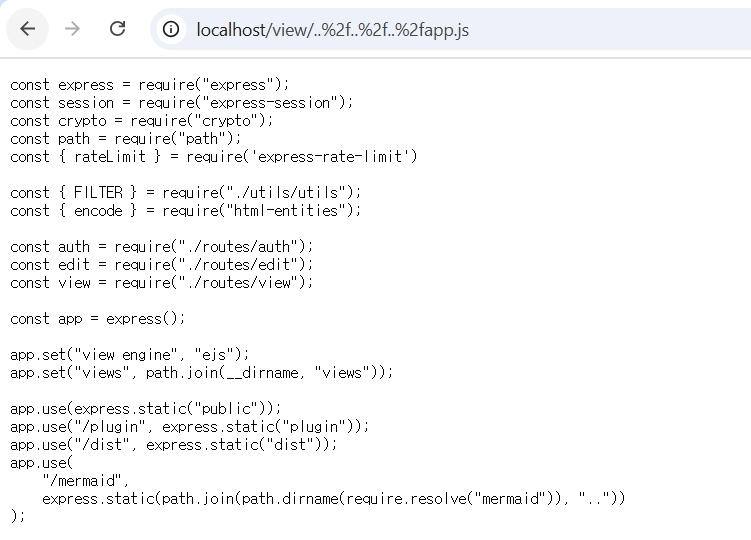 localhost/view/..%2f..%2f..%2fapp.js
const express = require("express");
const session = require("express-session");
const crypto = require("crypto");
const path = require("path");
const { rateLimit } = require('express-rate-limit')
const { FILTER } = require("./utils/utils");
const { encode } = require("html-entities");
const auth = require("./routes/auth");
const edit = require("./routes/edit");
const view = require("./routes/view");
const app = express();
app.set("view engine", "ejs");
app.set("views", path.join(__dirname, "views"));
app.use(express.static("public"));
app.use("/plugin", express.static("plugin"));
app.use("/dist", express.static("dist"));
app.use(
    "/mermaid",
    express.static(path.join(path.dirname(require.resolve("mermaid")), ".."))
);